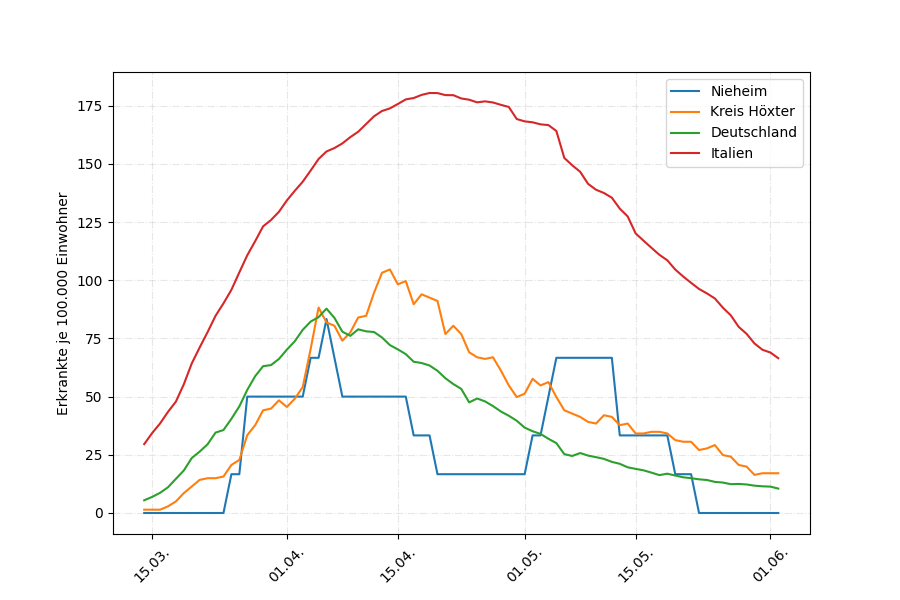 Nieheim
Kreis Höxter
Deutschland
Italien
Erkrankte je 100.000 Einwohner
175
150
125
100
75
50
25
0
15.03.
01.04.
15.04.
01.05.
15.05.
01.06.